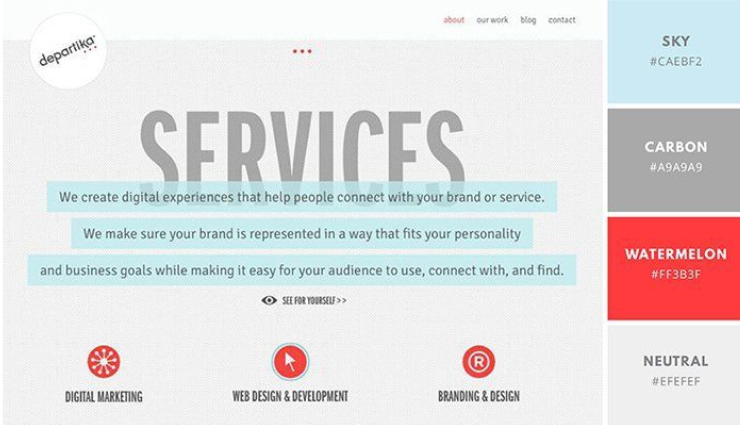 departika
about our work blog contact
SERVICES
We create digital experiences that help people connect with your brand or service.
We make sure your brand is represented in a way that fits your personality
and business goals while making it easy for your audience to use, connect with, and find.
SEE FOR YOURSELF >>
R
DIGITAL MARKETING WEB DESIGN & DEVELOPMENT BRANDING & DESIGN
SKY
#CAEBF2
CARBON
#A9A9A9
WATERMELON
#FF3B3F
NEUTRAL
#EFEFEF